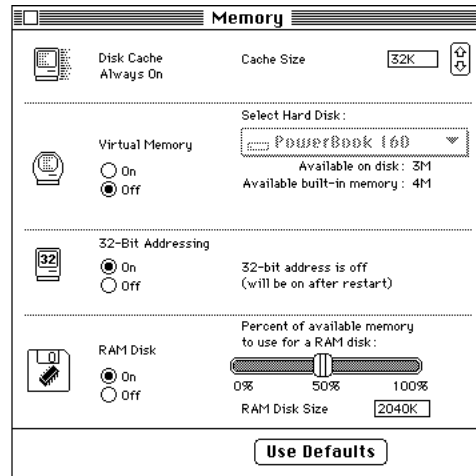 Memory
Disk Cache
Always On
Cache Size
32K
Select Hard Disk:
PowerBook 160
Virtual Memory
On
Off
Available on disk: 3M
Available built-in memory: 4M
32-Bit Addressing
32
On
Off
32-bit address is off
(will be on after restart)
Percent of available memory
to use for a RAM disk:
RAM Disk
On
Off
0% 50% 100%
RAM Disk Size
2040K
Use Defaults